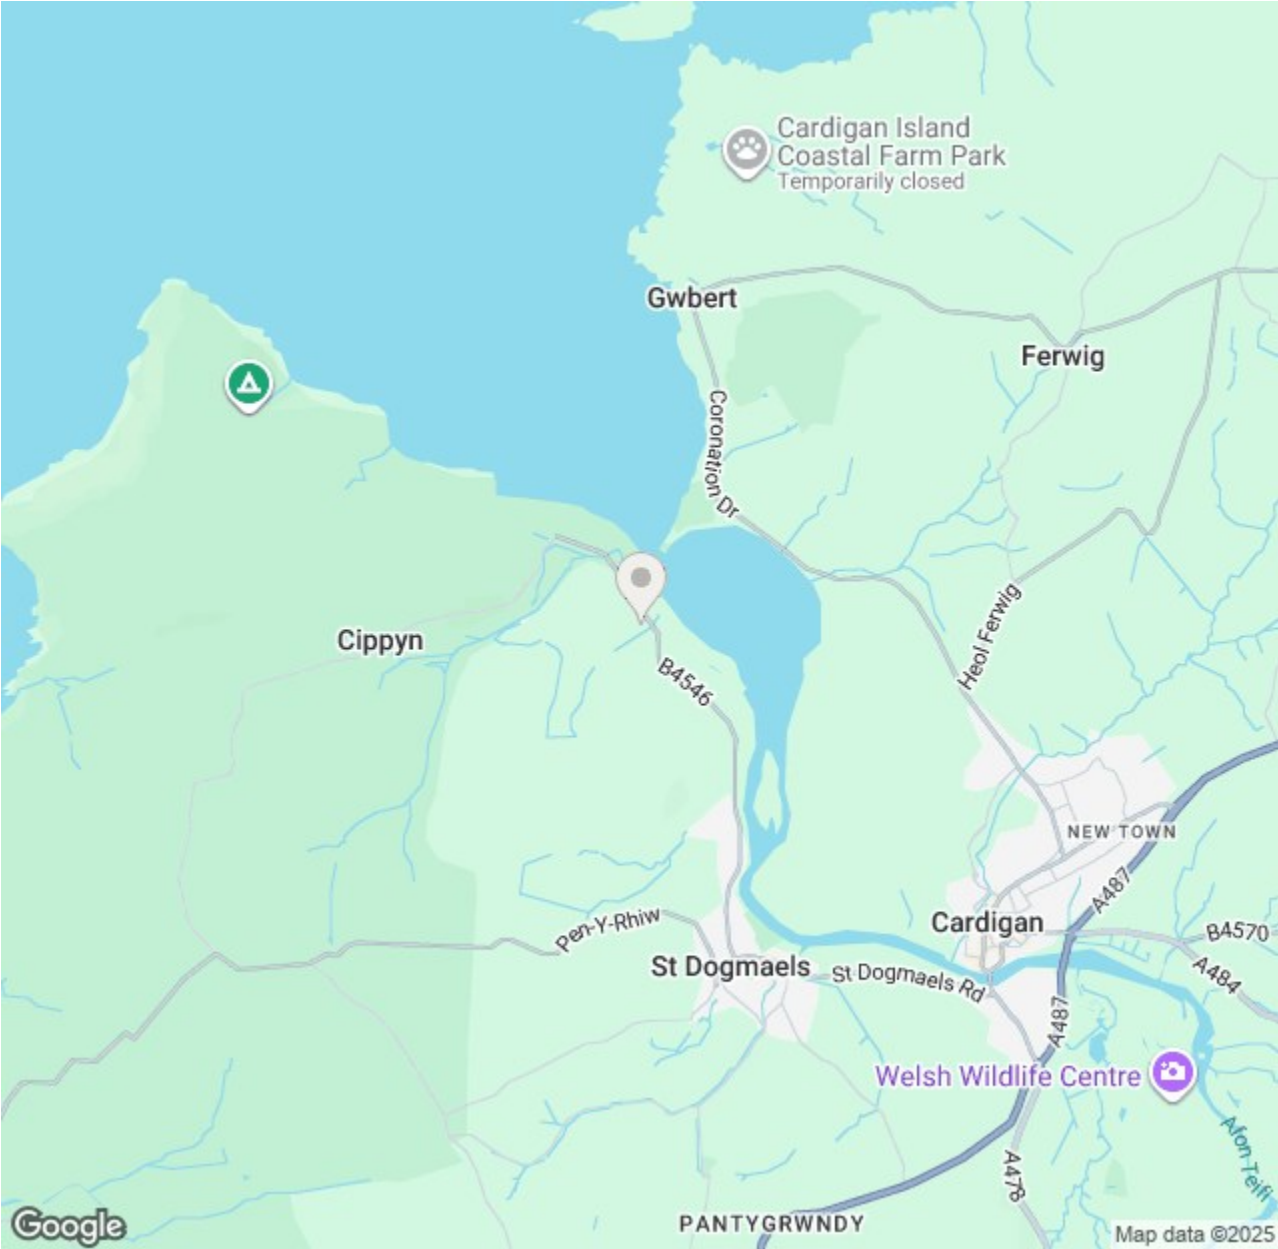 Cardigan Island
Coastal Farm Park
Temporarily closed
Gwbert
Ferwig
Coronation Dr
Heol Ferwig
Cippyn
B4546
NEW TOWN
A487
Pen-Y-Rhiw
Cardigan
B4570
St Dogmaels
St Dogmaels Rd
A484
A487
Welsh Wildlife Centre
Afon Teifi
A478
PANTYGRWNDY
Google
Map data ©2025